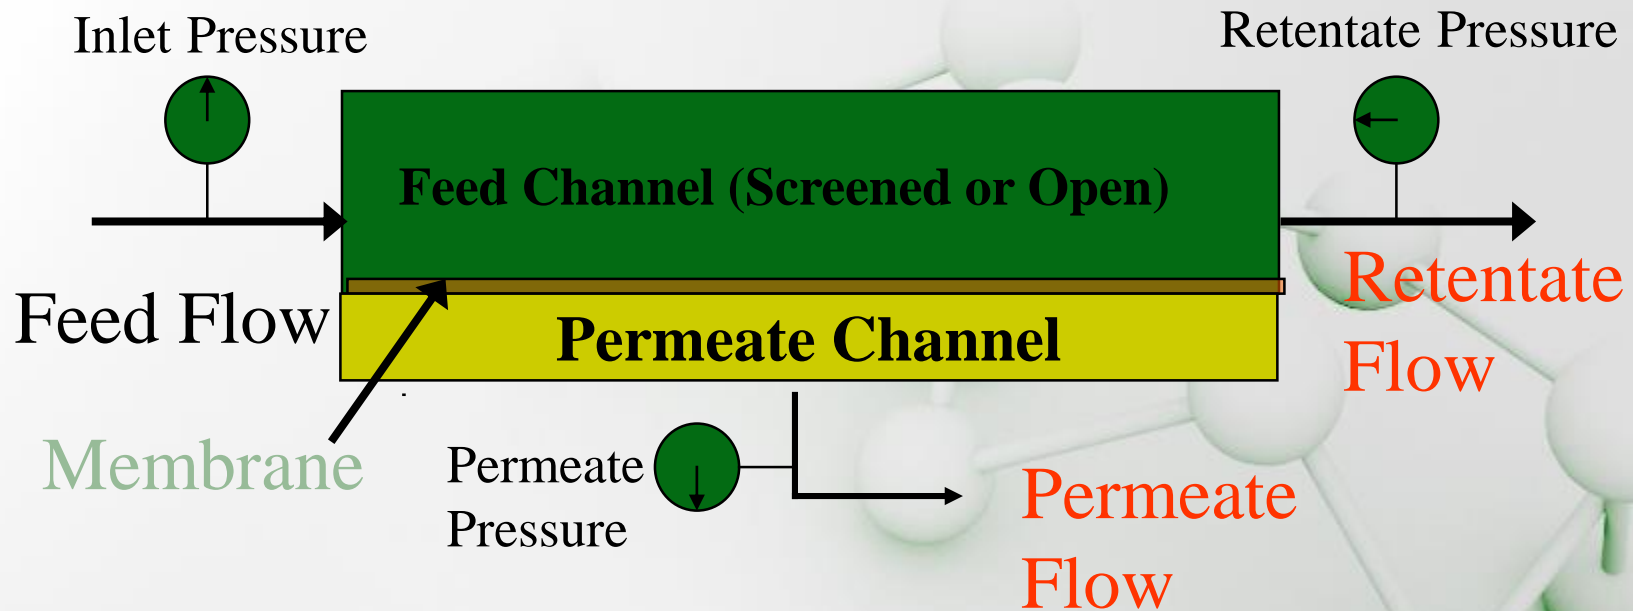 Inlet Pressure
Retentate Pressure
Feed Channel (Screened or Open)
Feed Flow
Retentate
Flow
Permeate Channel
Membrane
Permeate
Pressure
Permeate
Flow